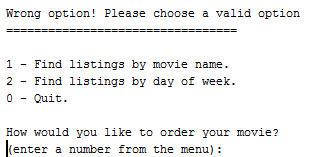 Wrong option! Please choose a valid option
=================================
1 - Find listings by movie name.
2 - Find listings by day of week.
0 - Quit.
How would you like to order your movie?
(enter a number from the menu):